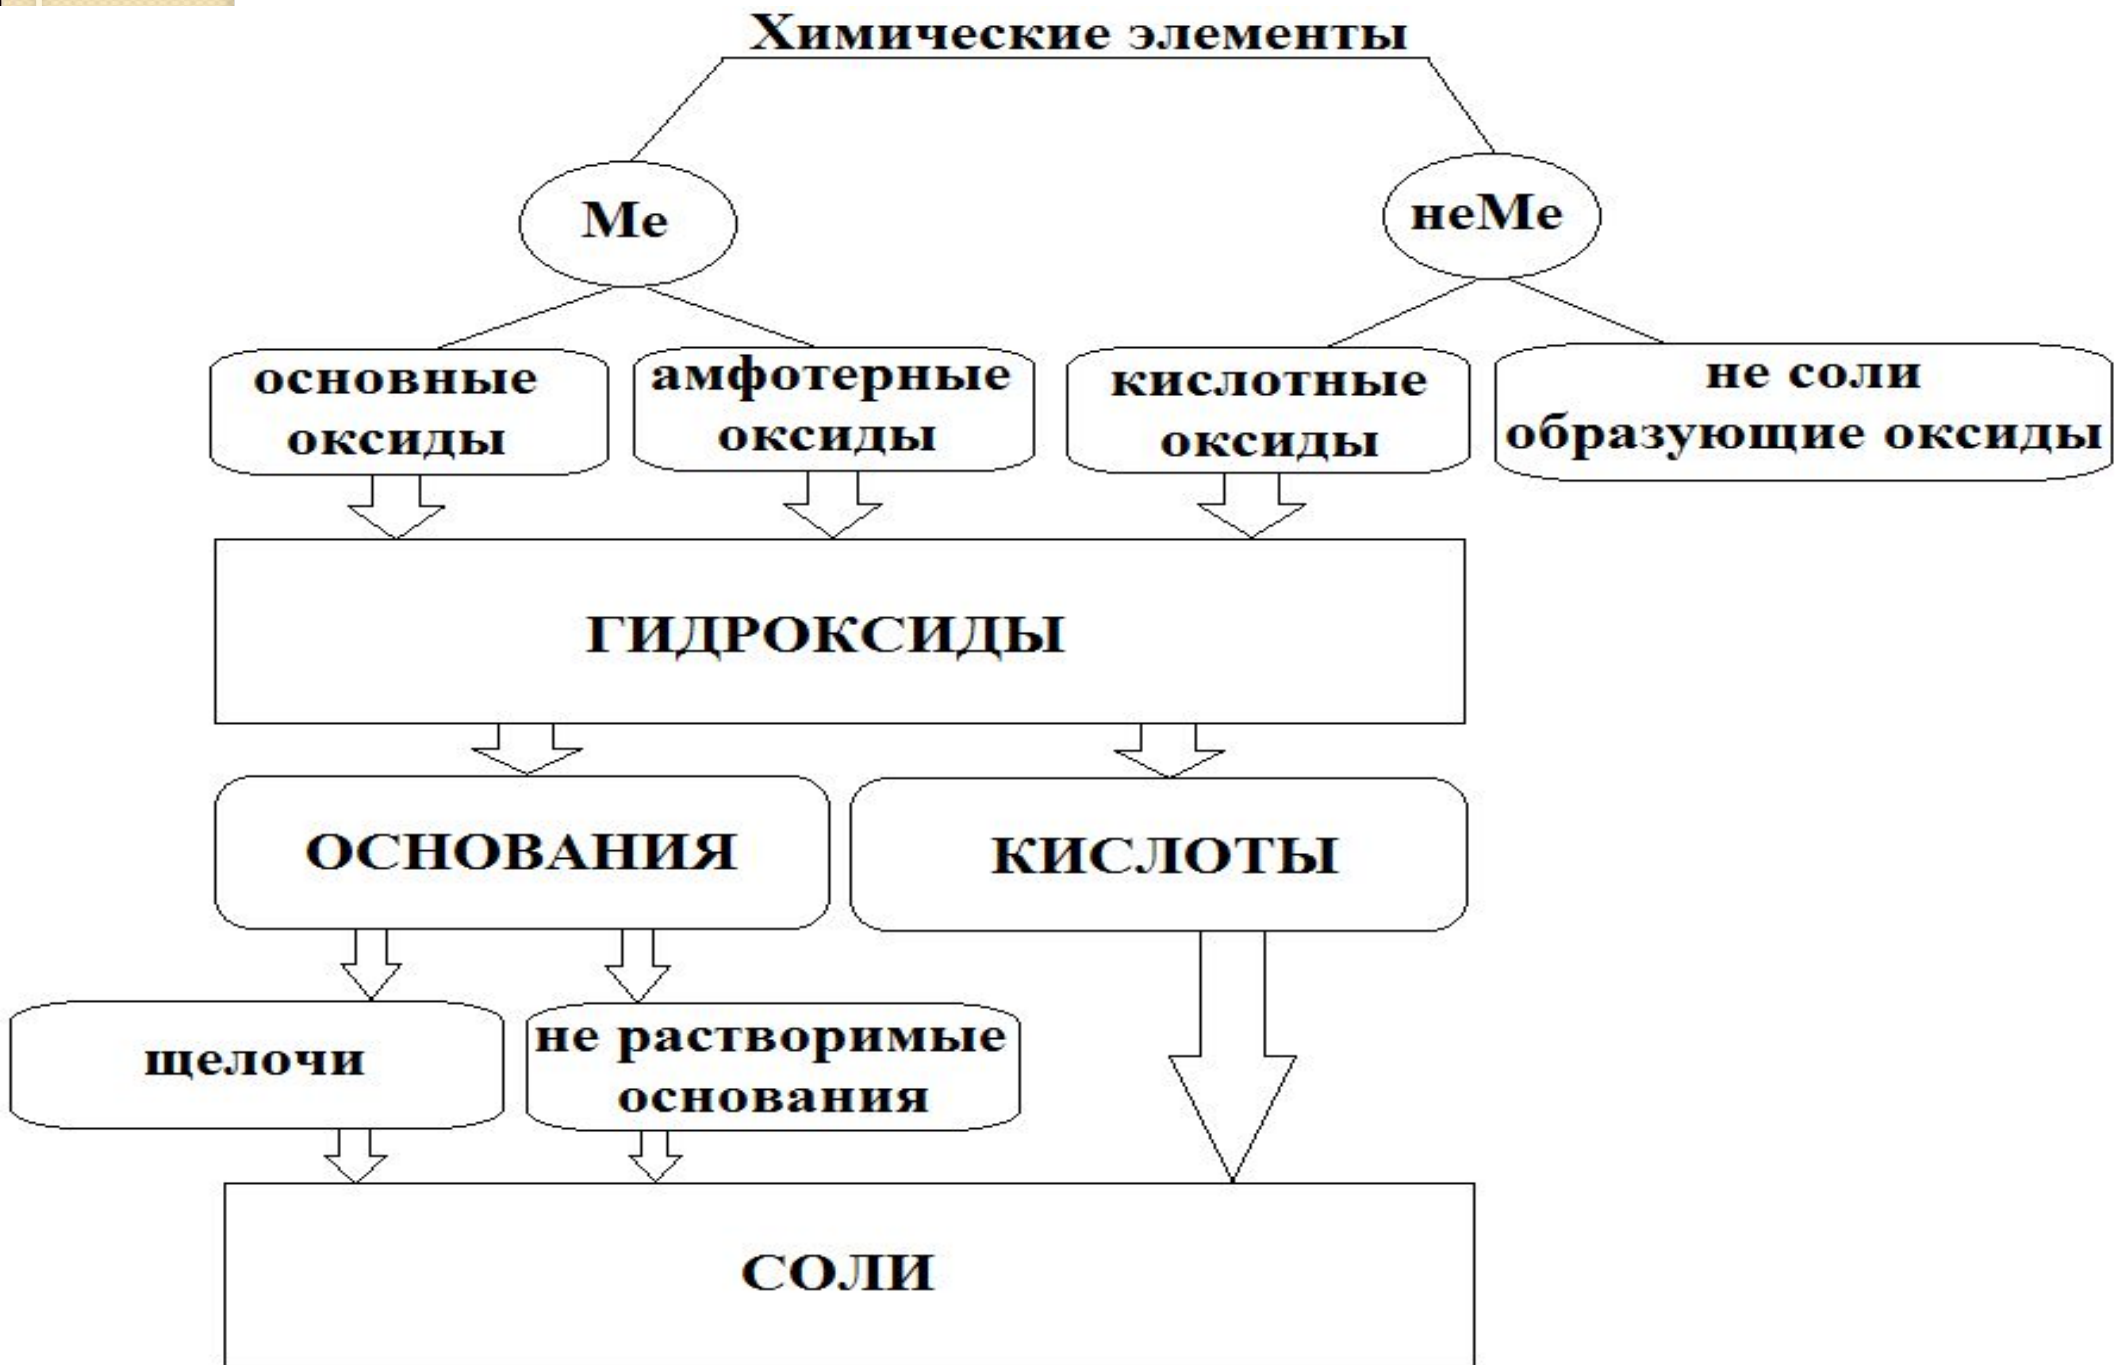 Химические элементы
Ме
неМе
основные
оксиды
амфотерные
оксиды
кислотные
оксиды
не соли
образующие оксиды
ГИДРОКСИДЫ
ОСНОВАНИЯ
КИСЛОТЫ
щелочи
не растворимые
основания
СОЛИ